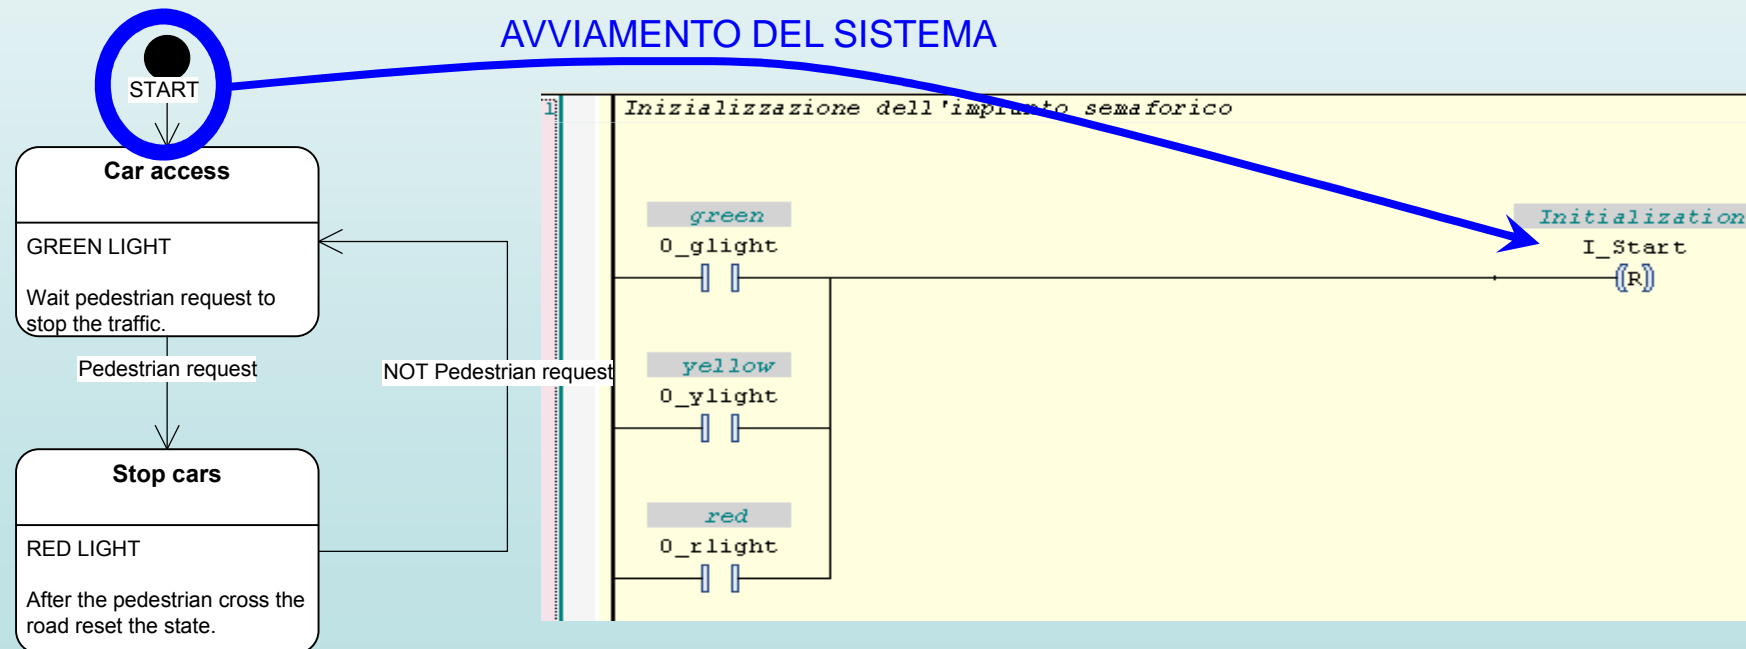 AVVIAMENTO DEL SISTEMA
START
Car access
GREEN LIGHT
Wait pedestrian request to
stop the traffic.
Pedestrian request
NOT Pedestrian request
Stop cars
RED LIGHT
After the pedestrian cross the
road reset the state.
1
Inizializzazione dell'impianto semaforico
green
O_glight
Initialization
I_Start
(R)
yellow
O_ylight
red
O_rlight